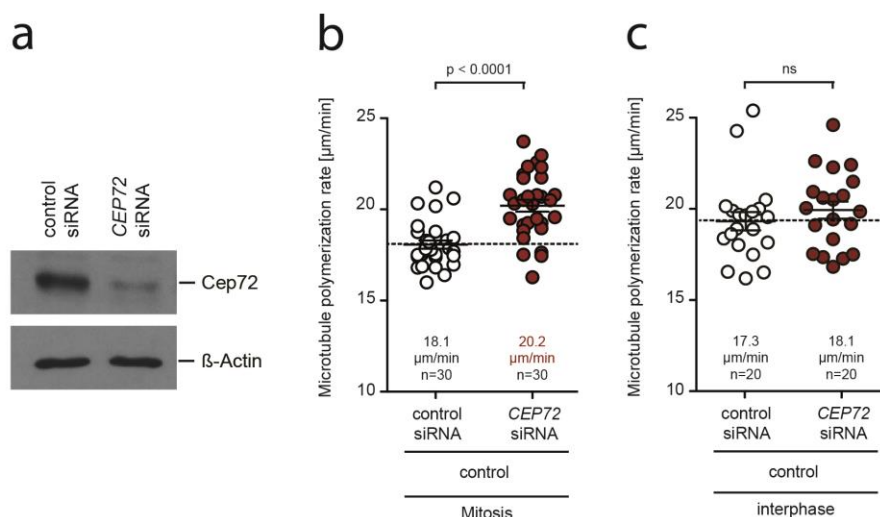 a
control
siRNA
CEP72
siRNA
Cep72
ß-Actin
b
p < 0.0001
Microtubule polymerization rate [µm/min]
25
20
15
10
18.1
µm/min
n=30
20.2
µm/min
n=30
control
siRNA
CEP72
siRNA
control
Mitosis
c
ns
Microtubule polymerization rate [µm/min]
25
20
15
10
17.3
µm/min
n=20
18.1
µm/min
n=20
control
siRNA
CEP72
siRNA
control
interphase